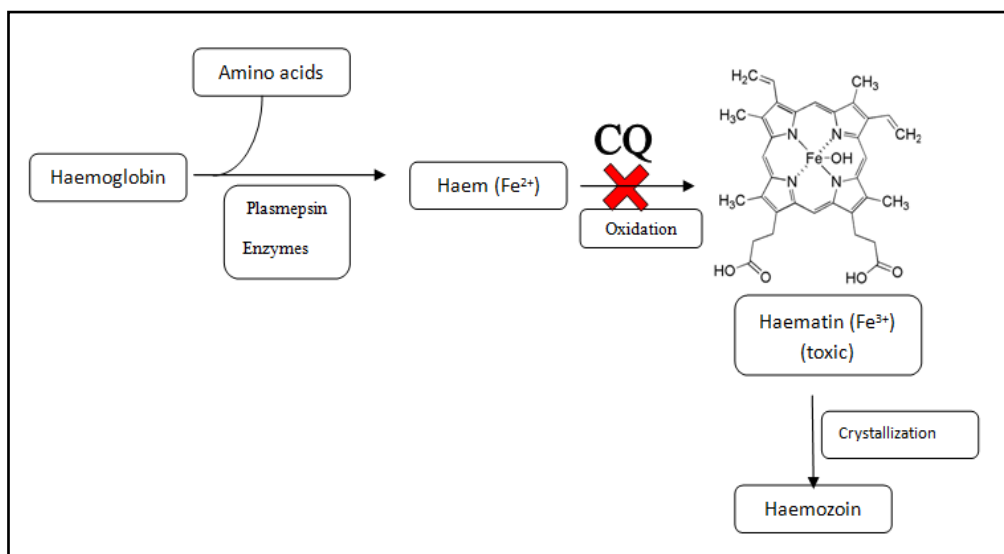 Amino acids
Haemoglobin
Plasmepsin
Enzymes
Haem (Fe²⁺)
CQ
Oxidation
H₂C
CH₃
H₃C
N
N
CH₂
Fe-OH
N
N
H₃C
CH₃
HO
O
HO
O
Haematin (Fe³⁺)
(toxic)
Crystallization
Haemozoin